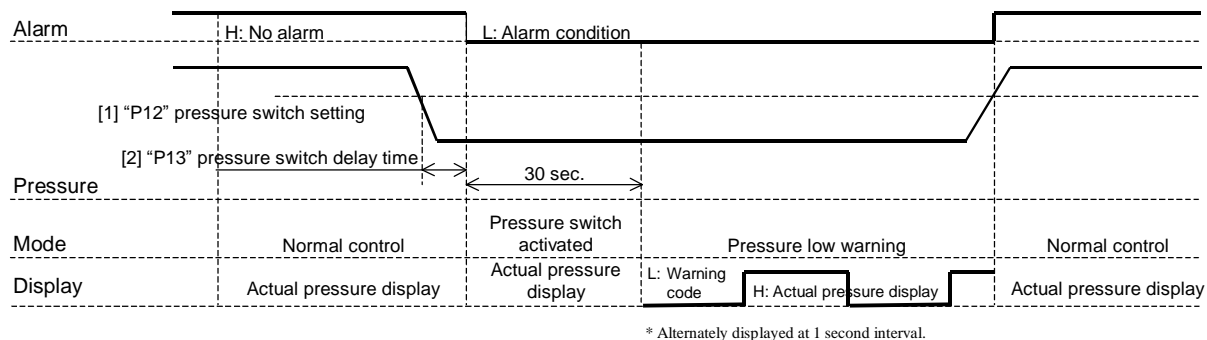 Alarm
H: No alarm
L: Alarm condition
[1] “P12” pressure switch setting
[2] “P13” pressure switch delay time
30 sec.
Pressure
Mode
Normal control
Pressure switch
activated
Pressure low warning
Normal control
Display
Actual pressure display
Actual pressure
display
L: Warning
code
H: Actual pressure display
Actual pressure display
* Alternately displayed at 1 second interval.